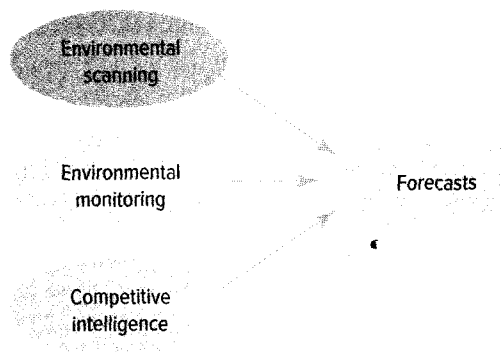 Environmental
scanning
Environmental
monitoring
Forecasts
Competitive
intelligence